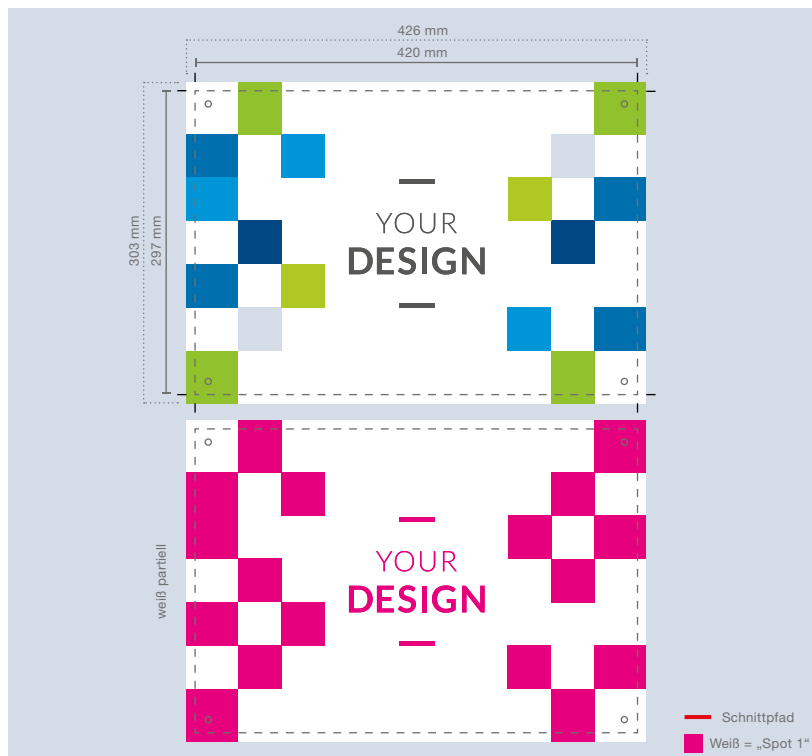 426 mm
420 mm
303 mm
297 mm
YOUR
DESIGN
weiß partiell
YOUR
DESIGN
Schnittpfad
Weiß = „Spot 1“